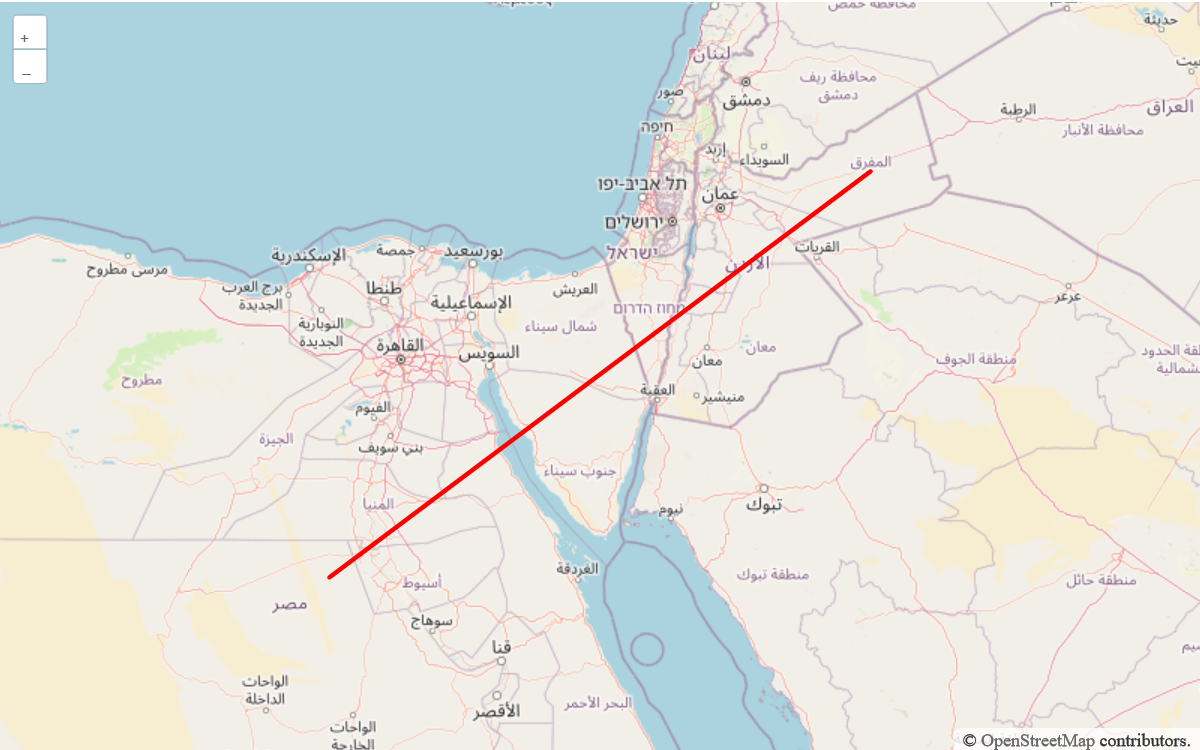 محافظة حمص
حديثة
لبنان
+
–
محافظة ريف
دمشق
دمشق
صور
الرطبة
العراق
محافظة الأنبار
حيفة
إربد
السويداء
المفرق
תל אביב-יפו
عمان
ירושלים
القريات
ישראל
الأردن
الإسكندرية
جمصة
بورسعيد
مرسى مطروح
برج العرب
الجديدة
طنطا
العريش
عرعر
الإسماعيلية
מחוז הדרום
النوبارية
الجديدة
شمال سيناء
القاهرة
السويس
معان
معان
منطقة الجوف
مطروح
العقبة
منيشير
الفيوم
الجيزة
بني سويف
جنوب سيناء
المنيا
تبوك
نيوم
الغردقة
أسيوط
منطقة تبوك
منطقة حائل
مصر
سوهاج
قنا
الواحات
الداخلة
الأقصر
البحر الأحمر
الواحات
الخارجة
© OpenStreetMap contributors.